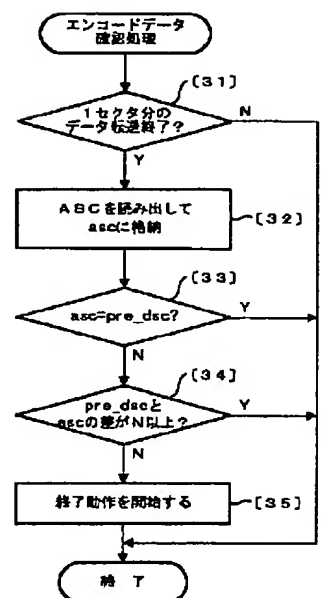 エンコードデータ
確認処理
[31]
1セクタ分の
データ転送終了?
N
Y
ABCを読み出して
ascに格納
[32]
[33]
asc=pre_dsc?
Y
N
[34]
pre_dscと
ascの差がN以上?
Y
N
終了動作を開始する
[35]
終 了